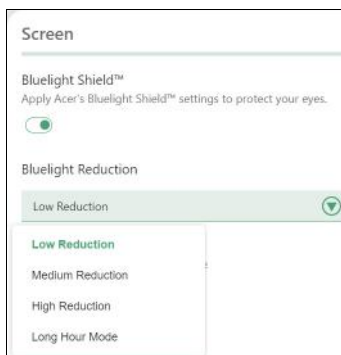 Screen
Bluelight Shield™
Apply Acer's Bluelight Shield™ settings to protect your eyes.
Bluelight Reduction
Low Reduction
Low Reduction
Medium Reduction
High Reduction
Long Hour Mode